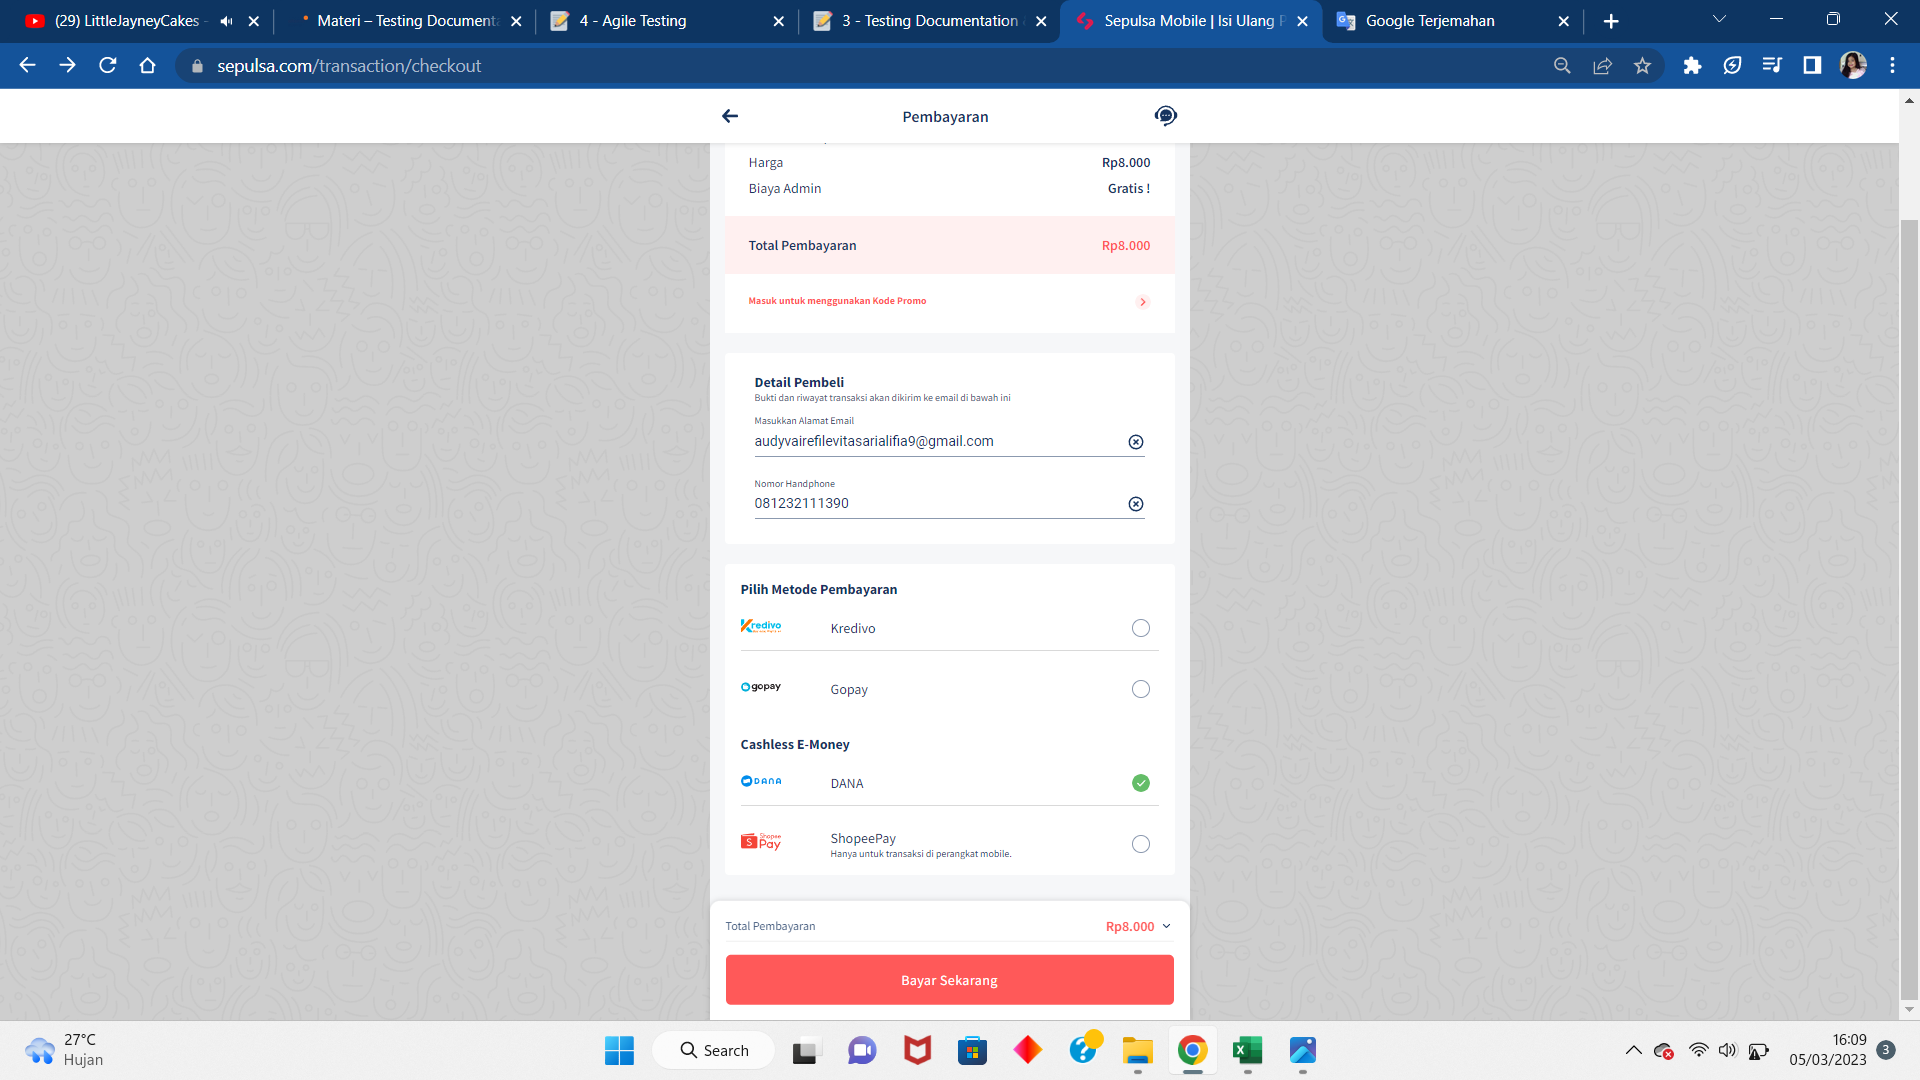 (29) LittleJayneyCakes -
Materi – Testing Documenta
4 - Agile Testing
3 - Testing Documentation
Sepulsa Mobile | Isi Ulang P
Google Terjemahan
sepulsa.com/transaction/checkout
Pembayaran
Harga
Rp8.000
Biaya Admin
Gratis !
Total Pembayaran
Rp8.000
Masuk untuk menggunakan Kode Promo
Detail Pembeli
Bukti dan riwayat transaksi akan dikirim ke email di bawah ini
Masukkan Alamat Email
audyvairefilevitasarialifia9@gmail.com
Nomor Handphone
081232111390
Pilih Metode Pembayaran
Kredivo
Kredivo
gopay
Gopay
Cashless E-Money
DANA
DANA
Shopee
Pay
ShopeePay
Hanya untuk transaksi di perangkat mobile.
Total Pembayaran
Rp8.000
Bayar Sekarang
27°C
Hujan
Search
16:09
05/03/2023
3